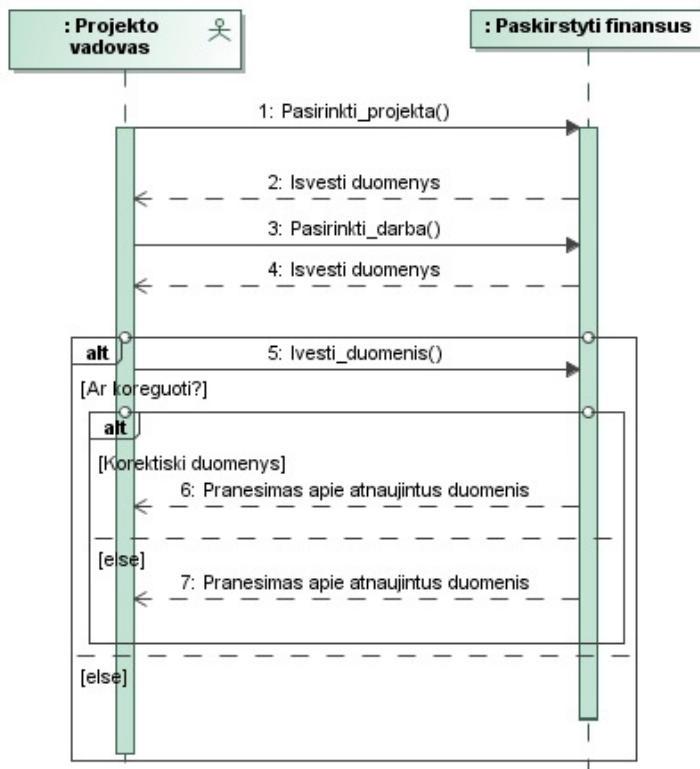 : Projekto
vadovas
: Paskirstyti finansus
1: Pasirinkti_projekta()
2: Isvesti duomenys
3: Pasirinkti_darba()
4: Isvesti duomenys
alt
5: Ivesti_duomenis()
[Ar koreguoti?]
alt
[Korektiski duomenys]
6: Pranesimas apie atnaujintus duomenis
[else]
7: Pranesimas apie atnaujintus duomenis
[else]